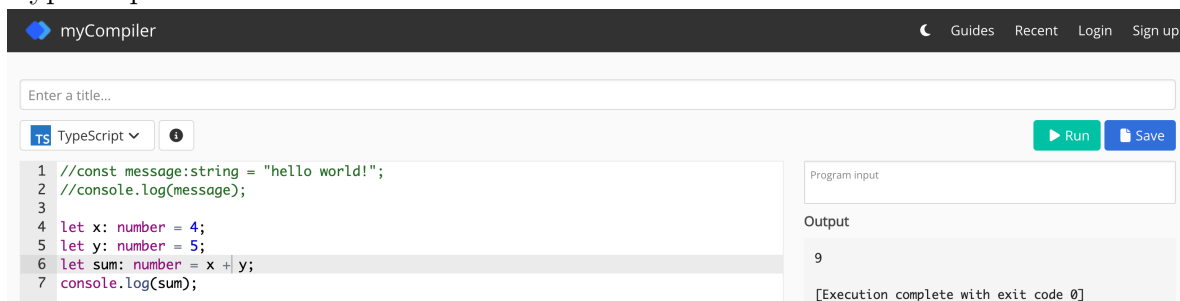 myCompiler
Guides Recent Login Sign up
Enter a title...
TS TypeScript
Run Save
1 //const message:string = "hello world!";
2 //console.log(message);
3
4 let x: number = 4;
5 let y: number = 5;
6 let sum: number = x + y;
7 console.log(sum);
Program input
Output
9
[Execution complete with exit code 0]